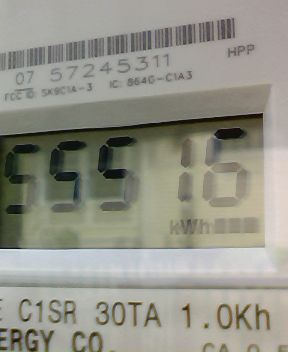 07 57245311
HPP
FCC ID: SK9C1A-3 IC: 864G-C1A3
55516
kWh
E C1SR 30TA 1.0Kh
ERGY CO.